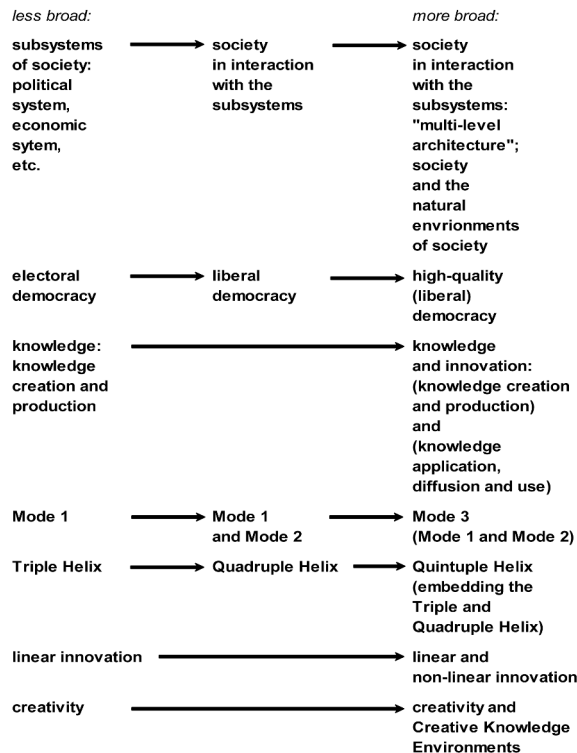 less broad:
more broad:
subsystems
of society:
political
system,
economic
sytem,
etc.
society
in interaction
with the
subsystems
society
in interaction
with the
subsystems:
"multi-level
architecture";
society
and the
natural
envrionments
of society
electoral
democracy
liberal
democracy
high-quality
(liberal)
democracy
knowledge:
knowledge
creation and
production
knowledge
and innovation:
(knowledge creation
and production)
and
(knowledge
application,
diffusion and use)
Mode 1
Mode 1
and Mode 2
Mode 3
(Mode 1 and Mode 2)
Triple Helix
Quadruple Helix
Quintuple Helix
(embedding the
Triple and
Quadruple Helix)
linear innovation
linear and
non-linear innovation
creativity
creativity and
Creative Knowledge
Environments